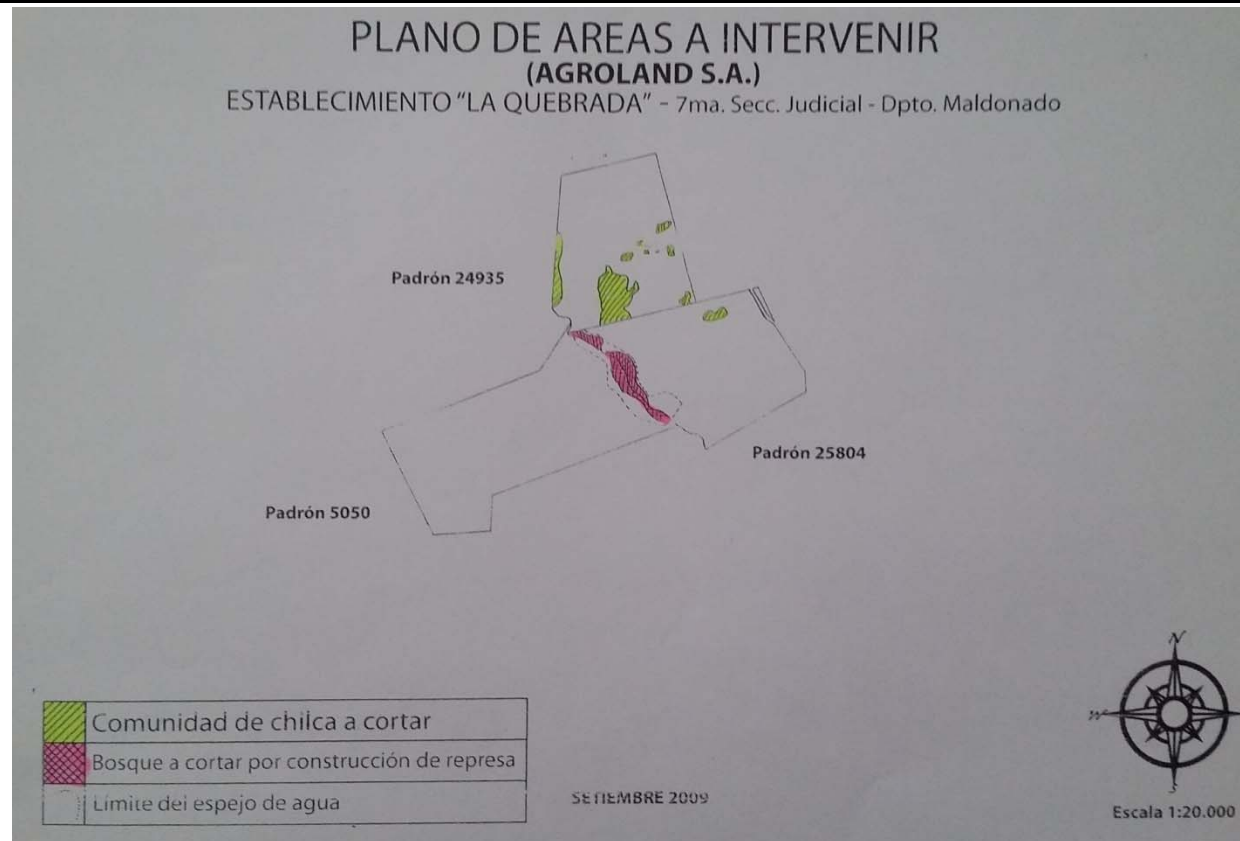 PLANO DE AREAS A INTERVENIR
(AGROLAND S.A.)
ESTABLECIMIENTO "LA QUEBRADA" - 7ma. Secc. Judicial - Dpto. Maldonado
Padrón 24935
Padrón 25804
Padrón 5050
Comunidad de chilca a cortar
Bosque a cortar por construcción de represa
Límite del espejo de agua
SETIEMBRE 2009
N
W
S
Escala 1:20.000